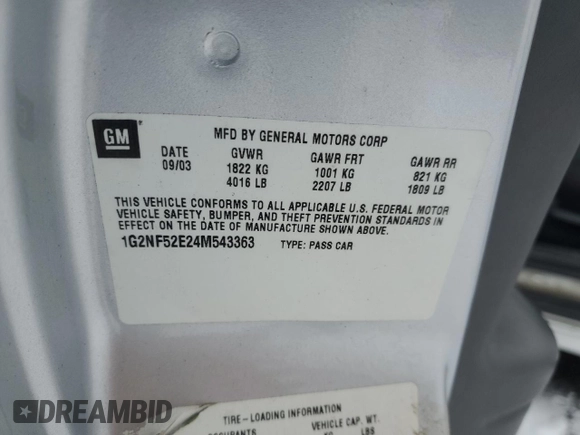 GM
MFD BY GENERAL MOTORS CORP
DATE GVWR GAWR FRT GAWR RR
09/03 1822 KG 1001 KG 821 KG
4016 LB 2207 LB 1809 LB
THIS VEHICLE CONFORMS TO ALL APPLICABLE U.S. FEDERAL MOTOR
VEHICLE SAFETY, BUMPER, AND THEFT PREVENTION STANDARDS IN
EFFECT ON THE DATE OF MANUFACTURE SHOWN ABOVE.
1G2NF52E24M543363 TYPE: PASS CAR
TIRE-LOADING INFORMATION
VEHICLE CAP. WT.
LBS
DREAMBID